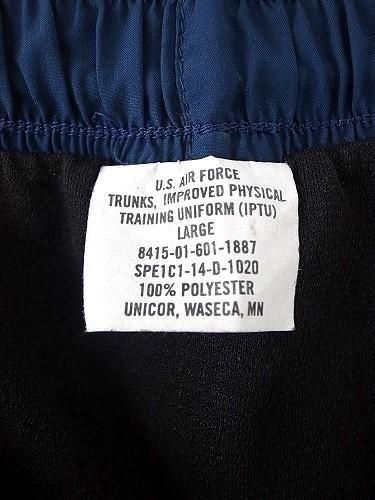 U.S. AIR FORCE
TRUNKS, IMPROVED PHYSICAL
TRAINING UNIFORM (IPTU)
LARGE
8415-01-601-1887
SPE1C1-14-D-1020
100% POLYESTER
UNICOR, WASECA, MN